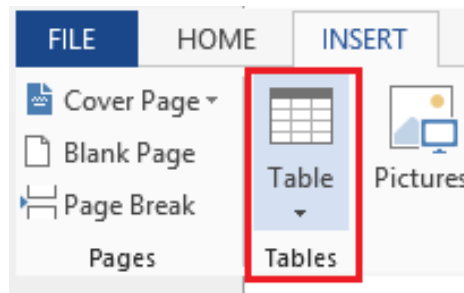 FILE HOME INSERT
Cover Page
Blank Page
Page Break
Table
Pictures
Pages
Tables